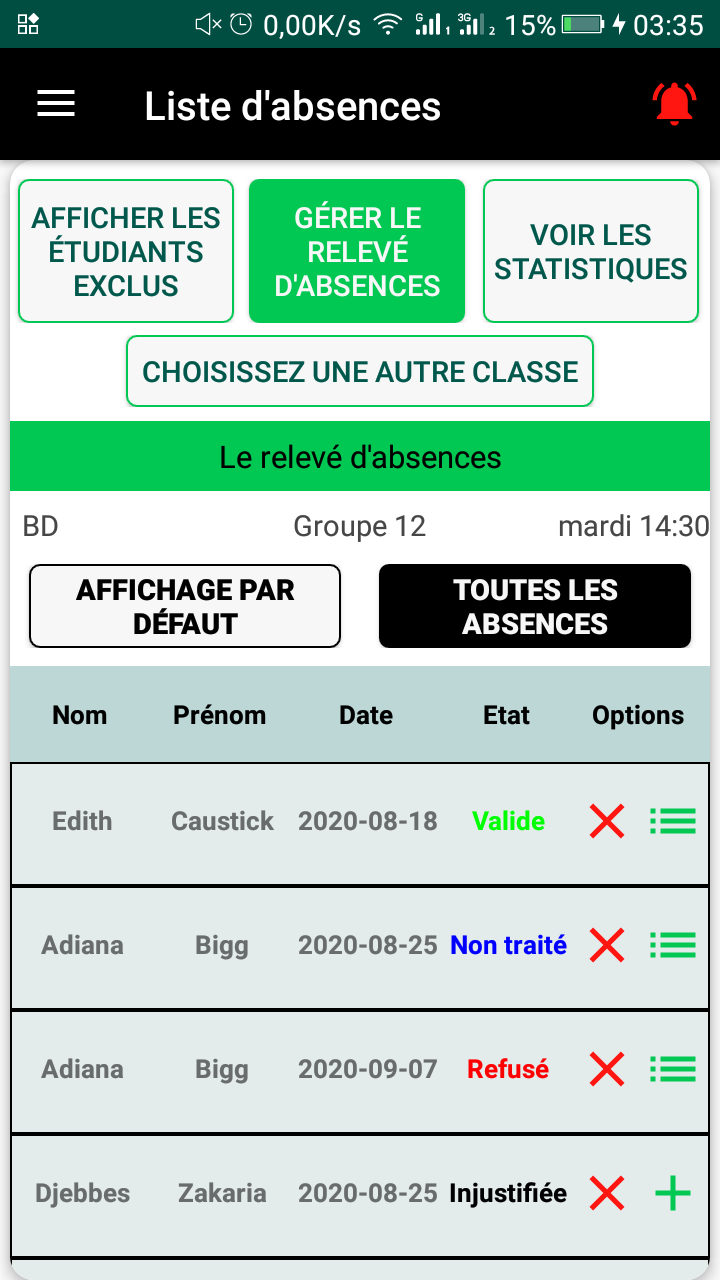 0,00K/s G 1 3G 2 15% 03:35
Liste d'absences
AFFICHER LES
ÉTUDIANTS
EXCLUS
GÉRER LE
RELEVÉ
D'ABSENCES
VOIR LES
STATISTIQUES
CHOISISSEZ UNE AUTRE CLASSE
Le relevé d'absences
BD Groupe 12 mardi 14:30
AFFICHAGE PAR
DÉFAUT
TOUTES LES
ABSENCES
Nom Prénom Date Etat Options
Edith Caustick 2020-08-18 Valide
Adiana Bigg 2020-08-25 Non traité
Adiana Bigg 2020-09-07 Refusé
Djebbes Zakaria 2020-08-25 Injustifiée